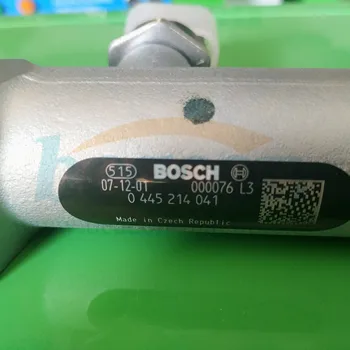 515 BOSCH
07-12-01 000076 L3
0 445 214 041
Made in Czech Republic